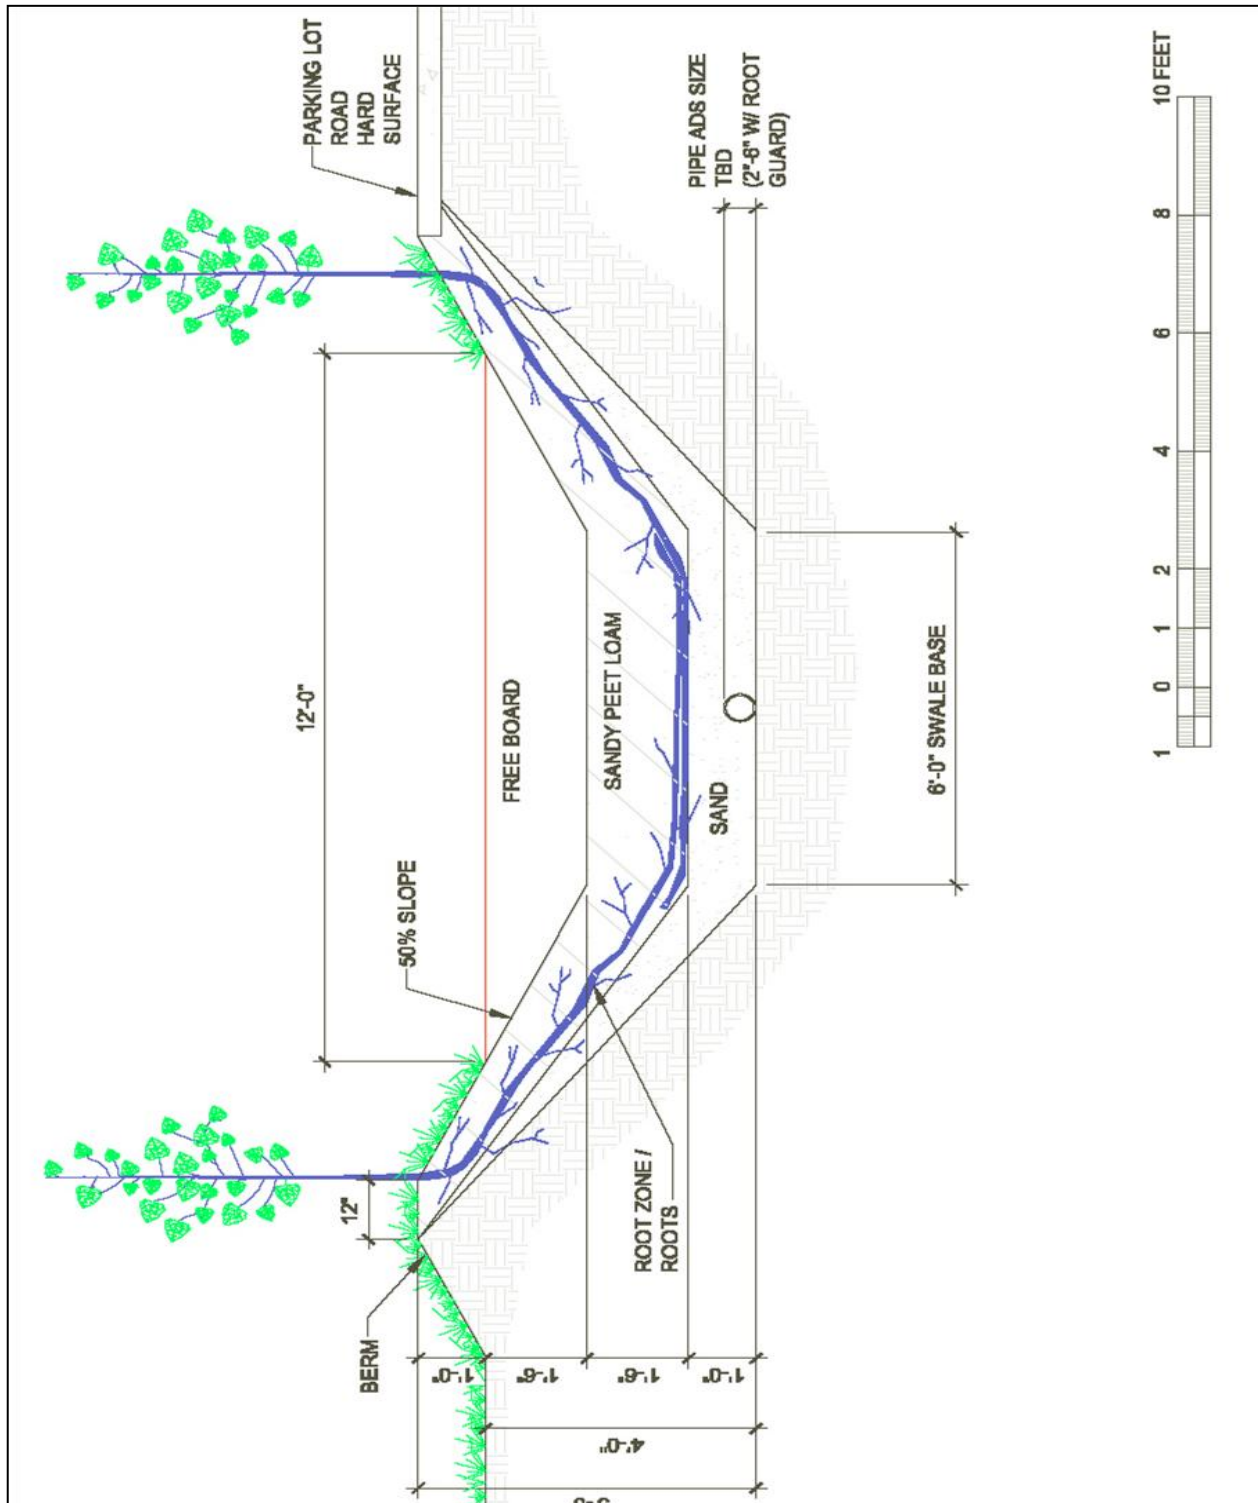 PARKING LOT
ROAD
HARD
SURFACE
PIPE ADS SIZE
TBD
(2"-6" W/ ROOT
GUARD)
10 FEET
8
6
4
2
1
0
1
12'-0"
FREE BOARD
SANDY PEET LOAM
SAND
6'-0" SWALE BASE
50% SLOPE
12"
BERM
ROOT ZONE /
ROOTS
1'-0"
1'-6"
1'-6"
1'-0"
4'-0"